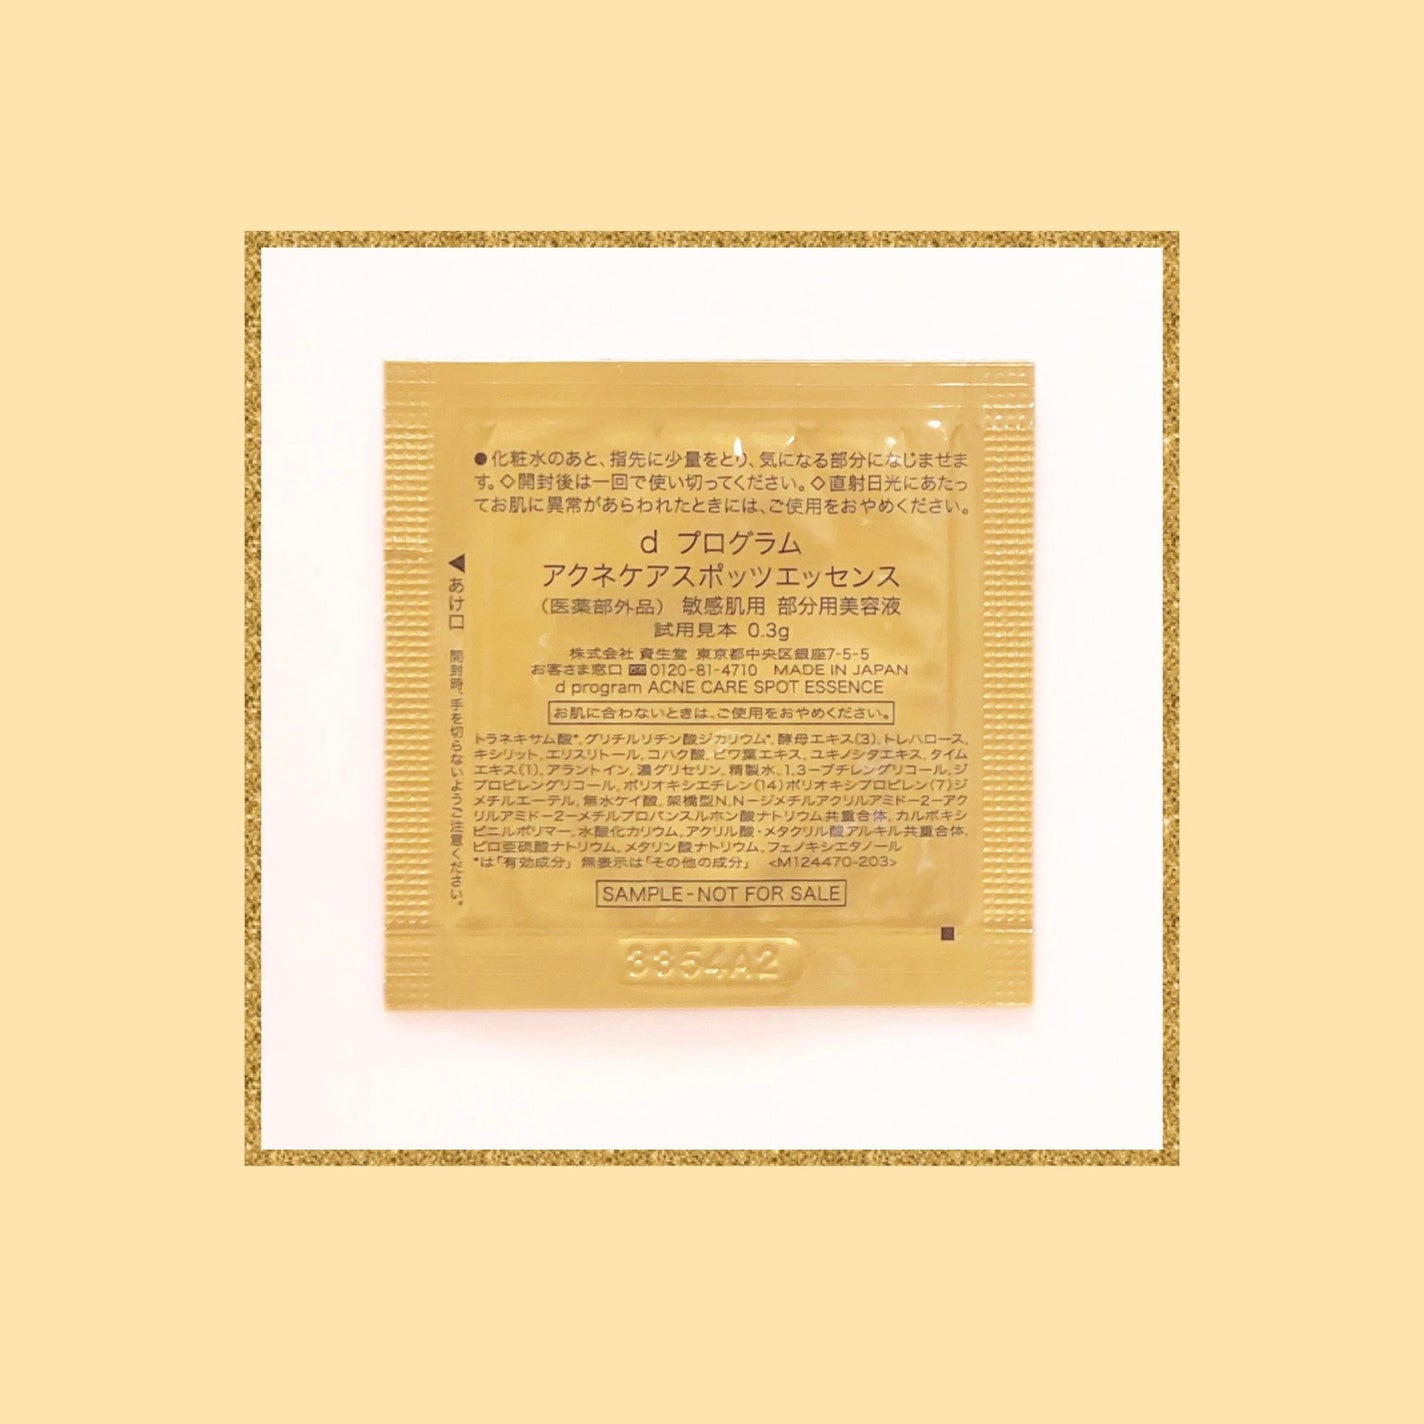 ●化粧水のあと、指先に少量をとり、気になる部分になじませま
す。◇開封後は一回で使い切ってください。◇直射日光にあたっ
てお肌に異常があらわれたときには、ご使用をおやめください。
d プログラム
アクネケアスポッツエッセンス
(医薬部外品) 敏感肌用 部分用美容液
試用見本 0.3g
株式会社 資生堂 東京都中央区銀座7-5-5
お客さま窓口 0120-81-4710 MADE IN JAPAN
d program ACNE CARE SPOT ESSENCE
お肌に合わないときは、ご使用をおやめください。
トラネキサム酸*、グリチルリチン酸ジカリウム*、酵母エキス(3)、トレハロース、
キシリット、エリスリトール、コハク酸、ビワ葉エキス、ユキノシタエキス、タイム
エキス(1)、アラントイン、濃グリセリン、精製水、1,3-ブチレングリコール、ジ
プロピレングリコール、ポリオキシエチレン(14)ポリオキシプロピレン(7)ジ
メチルエーテル、無水ケイ酸、架橋型N,N-ジメチルアクリルアミド-2-アク
リルアミド-2-メチルプロパンスルホン酸ナトリウム共重合体、カルボキシ
ビニルポリマー、水酸化カリウム、アクリル酸・メタクリル酸アルキル共重合体、
ピロ亜硫酸ナトリウム、メタリン酸ナトリウム、フェノキシエタノール
*は「有効成分」 無表示は「その他の成分」 <M124470-203>
SAMPLE-NOT FOR SALE
3354A2
◀あけ口 開封時、手を切らないようご注意ください。